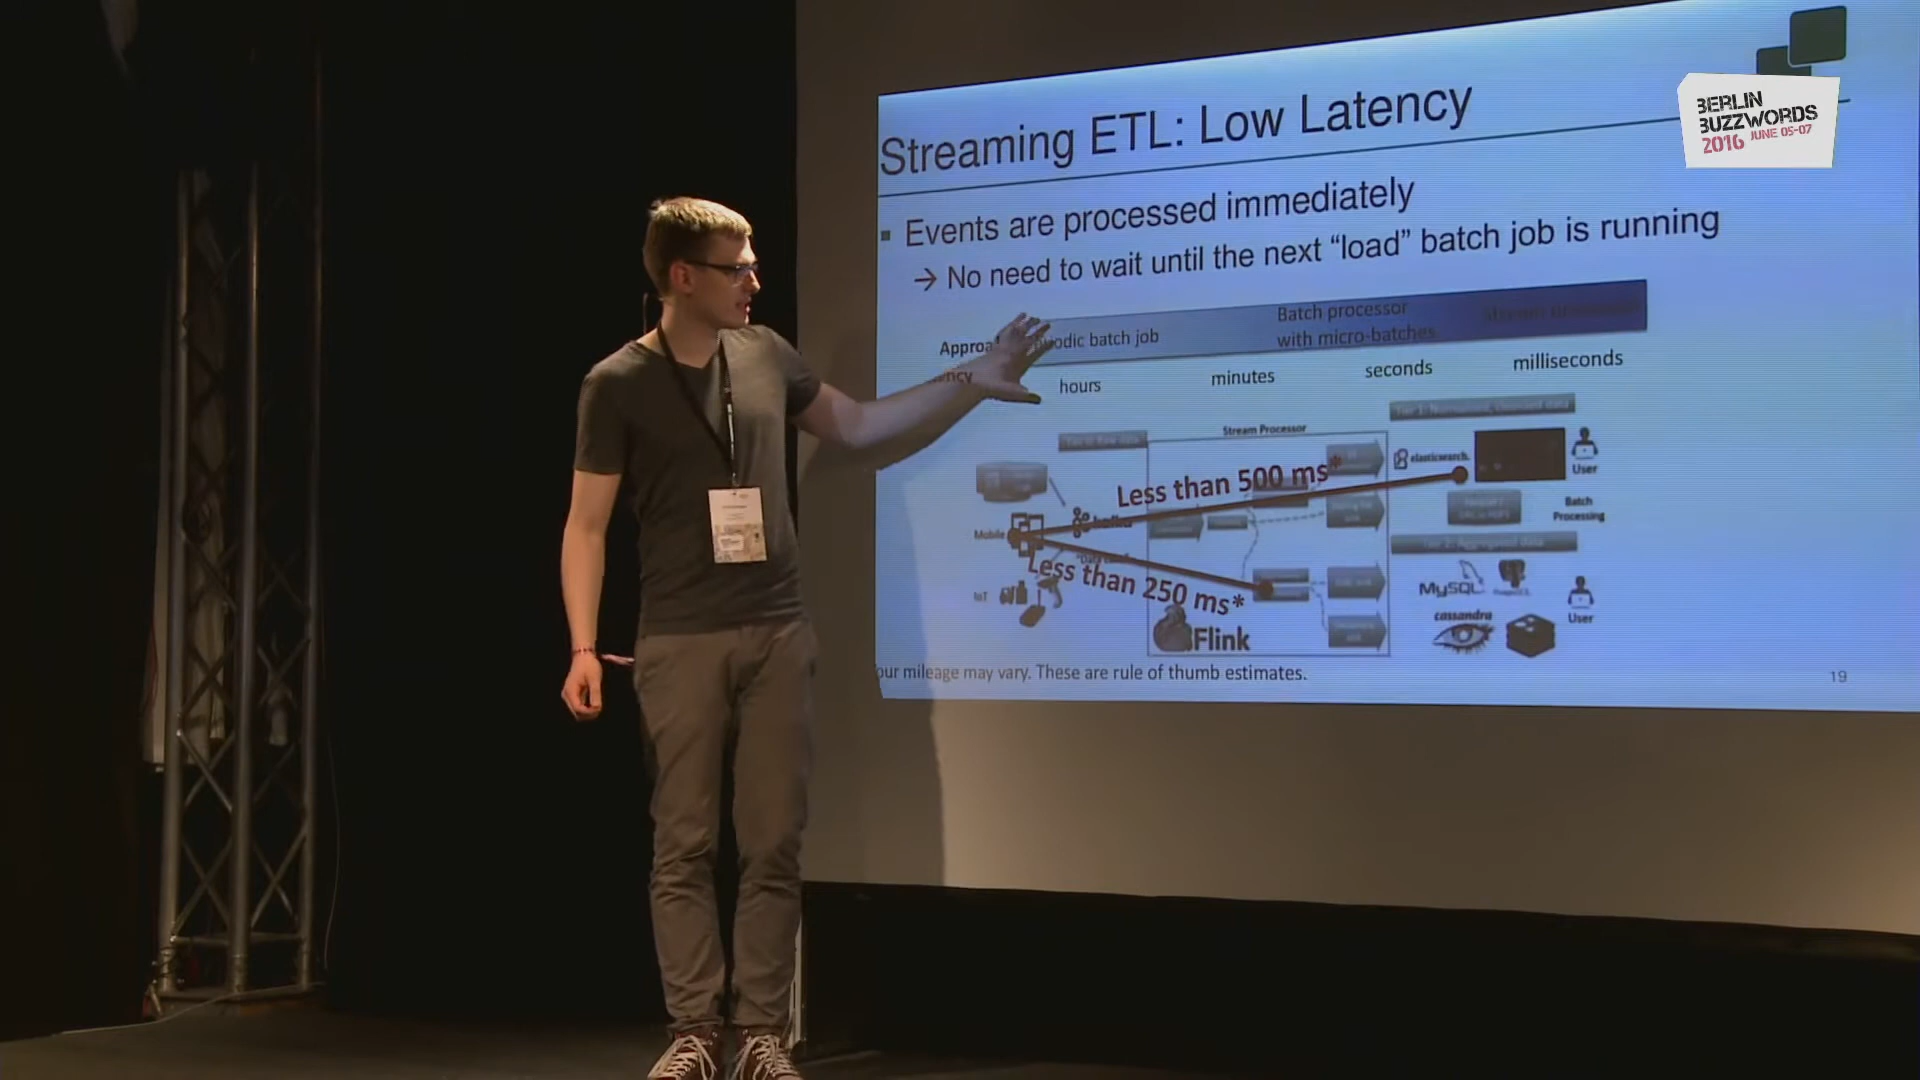 BERLIN
BUZZWORDS
2016 JUNE 05-07
Streaming ETL: Low Latency
Events are processed immediately
→ No need to wait until the next “load” batch job is running
batch job
Batch processor
with micro-batches
hours
minutes
seconds
milliseconds
Stream Processor
elasticsearch.
User
Less than 500 ms*
Batch
Processing
Mobile
Less than 250 ms*
IoT
MySQL
cassandra
User
Flink
our mileage may vary. These are rule of thumb estimates.
19